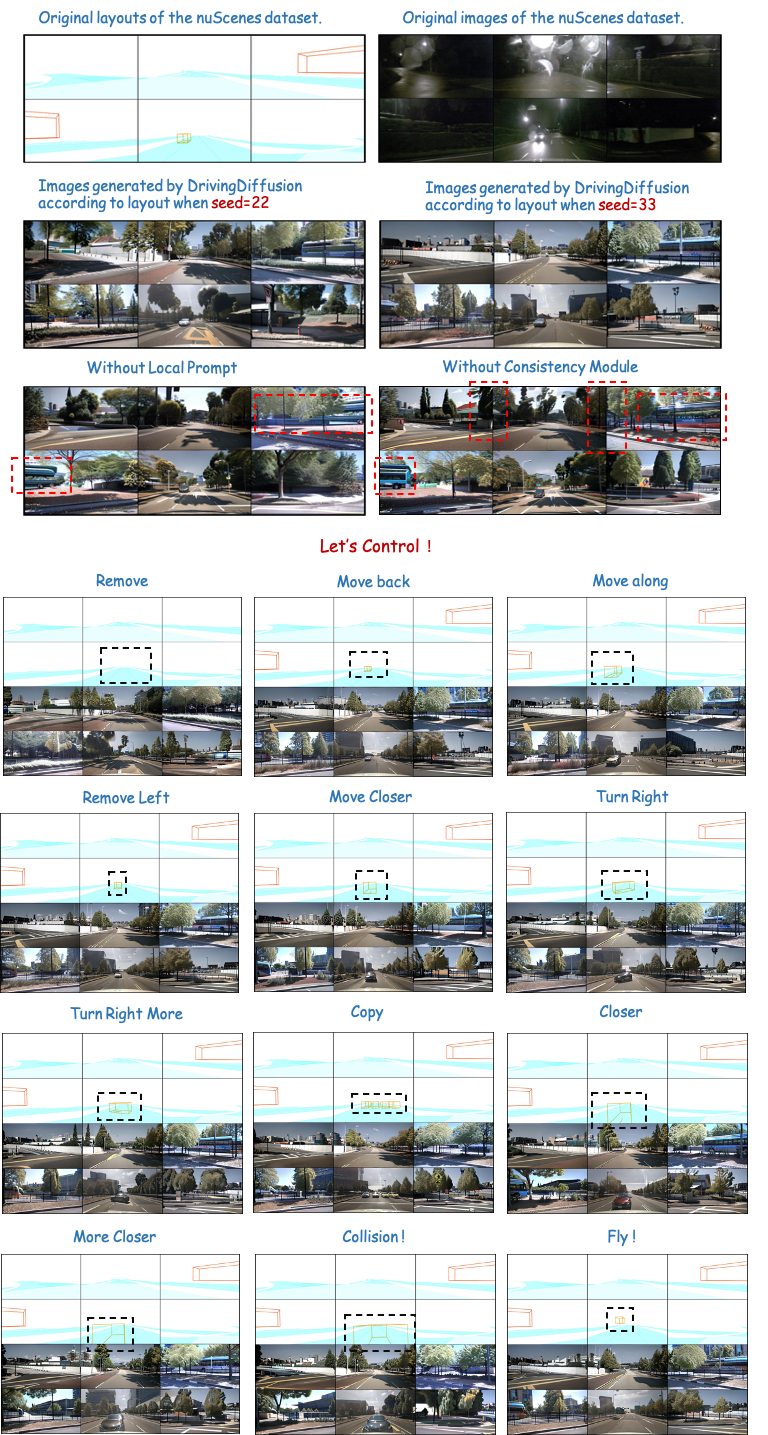 Original layouts of the nuScenes dataset.
Original images of the nuScenes dataset.
Images generated by DrivingDiffusion
according to layout when seed=22
Images generated by DrivingDiffusion
according to layout when seed=33
Without Local Prompt
Without Consistency Module
Let's Control !
Remove
Move back
Move along
Remove Left
Move Closer
Turn Right
Turn Right More
Copy
Closer
More Closer
Collision !
Fly !